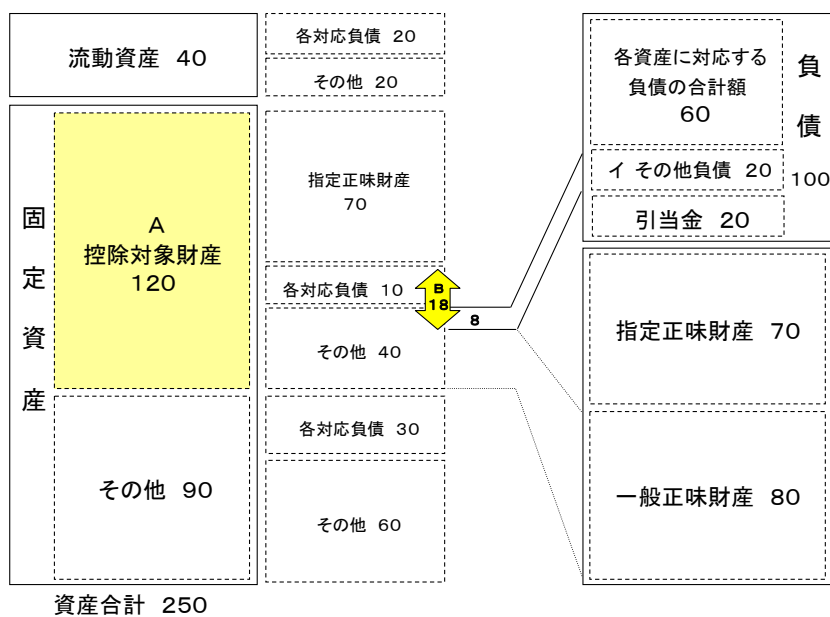 流動資産 40
固定資産
A
控除対象財産
120
その他 90
資産合計 250
各対応負債 20
その他 20
指定正味財産
70
各対応負債 10
その他 40
各対応負債 30
その他 60
B
18
8
各資産に対応する
負債の合計額
60
イ その他負債 20
引当金 20
負債
100
指定正味財産 70
一般正味財産 80